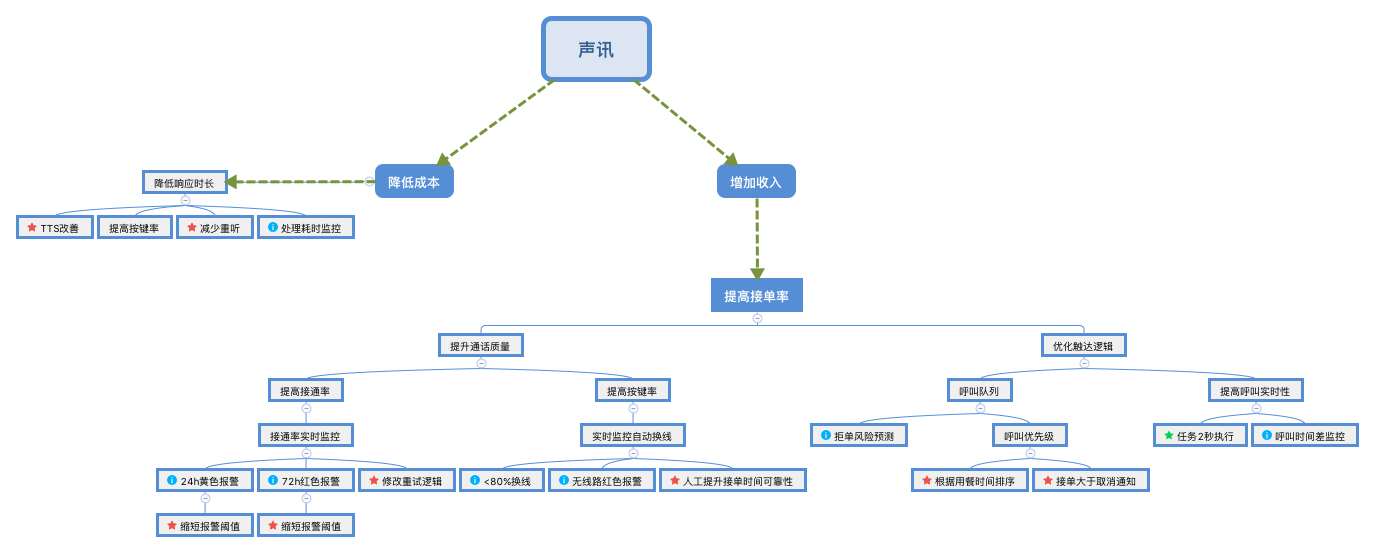 声讯
降低成本
增加收入
降低响应时长
TTS改善
提高按键率
减少重听
处理耗时监控
提高接单率
提升通话质量
优化触达逻辑
提高接通率
提高按键率
呼叫队列
提高呼叫实时性
接通率实时监控
实时监控自动换线
拒单风险预测
呼叫优先级
任务2秒执行
呼叫时间差监控
24h黄色报警
72h红色报警
修改重试逻辑
<80%换线
无线路红色报警
人工提升接单时间可靠性
根据用餐时间排序
接单大于取消通知
缩短报警阈值
缩短报警阈值